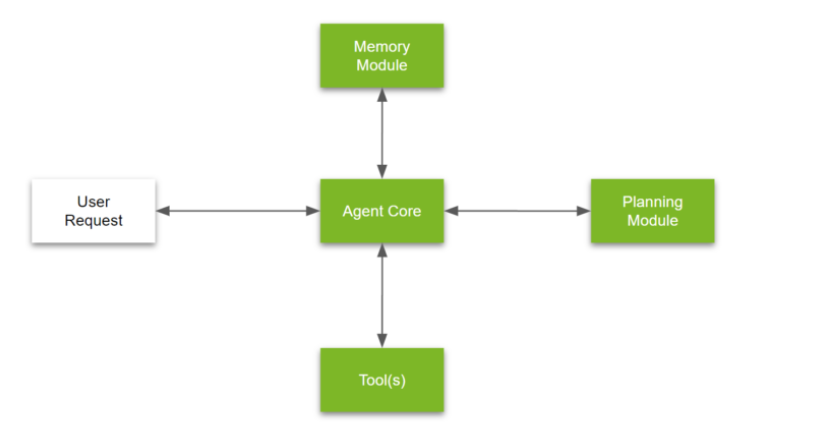 Memory
Module
User
Request
Agent Core
Planning
Module
Tool(s)